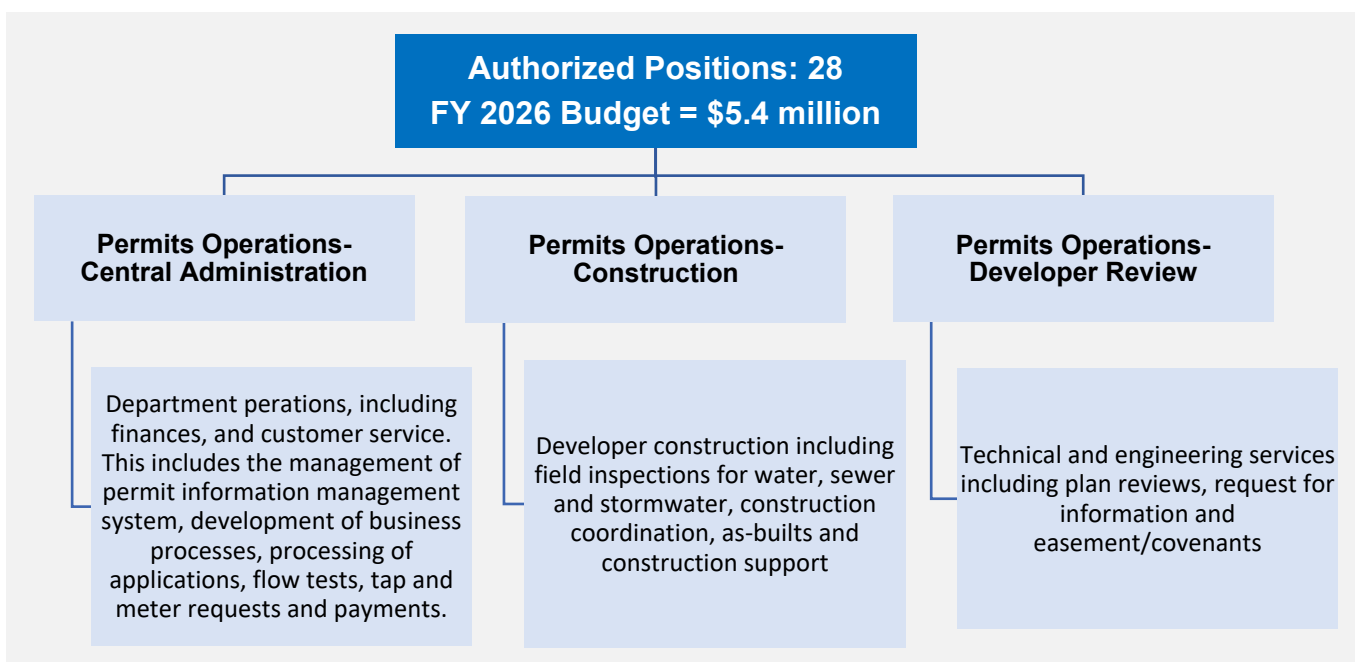 Authorized Positions: 28
FY 2026 Budget = $5.4 million
Permits Operations-
Central Administration
Department perations, including
finances, and customer service.
This includes the management of
permit information management
system, development of business
processes, processing of
applications, flow tests, tap and
meter requests and payments.
Permits Operations-
Construction
Developer construction including
field inspections for water, sewer
and stormwater, construction
coordination, as-builts and
construction support
Permits Operations-
Developer Review
Technical and engineering services
including plan reviews, request for
information and
easement/covenants